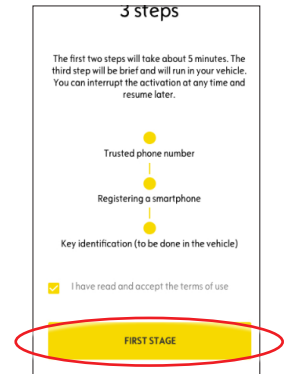 3 steps
The first two steps will take about 5 minutes. The
third step will be brief and will run in your vehicle.
You can interrupt the activation at any time and
resume later.
Trusted phone number
Registering a smartphone
Key identification (to be done in the vehicle)
I have read and accept the terms of use
FIRST STAGE